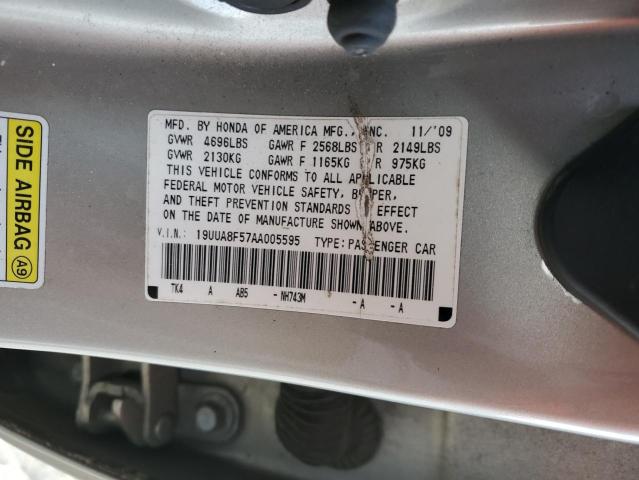 MFD. BY HONDA OF AMERICA MFG., INC. 11/'09
GVWR 4696LBS GAWR F 2568LBS R 2149LBS
GVWR 2130KG GAWR F 1165KG R 975KG
THIS VEHICLE CONFORMS TO ALL APPLICABLE
FEDERAL MOTOR VEHICLE SAFETY, BUMPER,
AND THEFT PREVENTION STANDARDS IN EFFECT
ON THE DATE OF MANUFACTURE SHOWN ABOVE.
V.I.N.: 19UUA8F57AA005595 TYPE: PASSENGER CAR
TK4 A AB5 -NH743M -A -A
SIDE AIRBAG A9